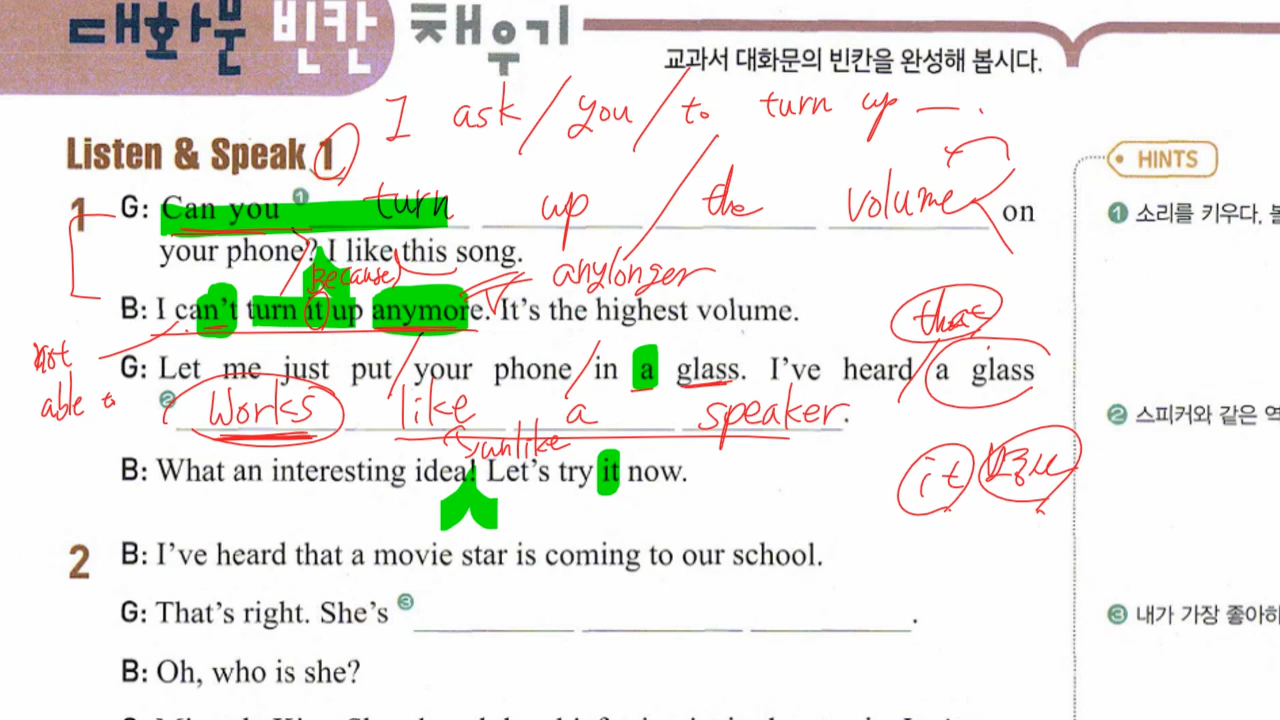 대화문 빈칸 채우기
교과서 대화문의 빈칸을 완성해 봅시다.
I ask / you / to turn up — .
Listen & Speak 1
HINTS
1 G: Can you ① turn up the volume on
① 소리를 키우다, 볼
your phone? I like this song.
because anylonger
B: I can't turn it up anymore. It's the highest volume.
that
not able to
G: Let me just put your phone in a glass. I've heard a glass
② works like a speaker.
② 스피커와 같은 역
unlike
B: What an interesting idea! Let's try it now.
it
2 B: I've heard that a movie star is coming to our school.
G: That's right. She's ③ .
③ 내가 가장 좋아하
B: Oh, who is she?